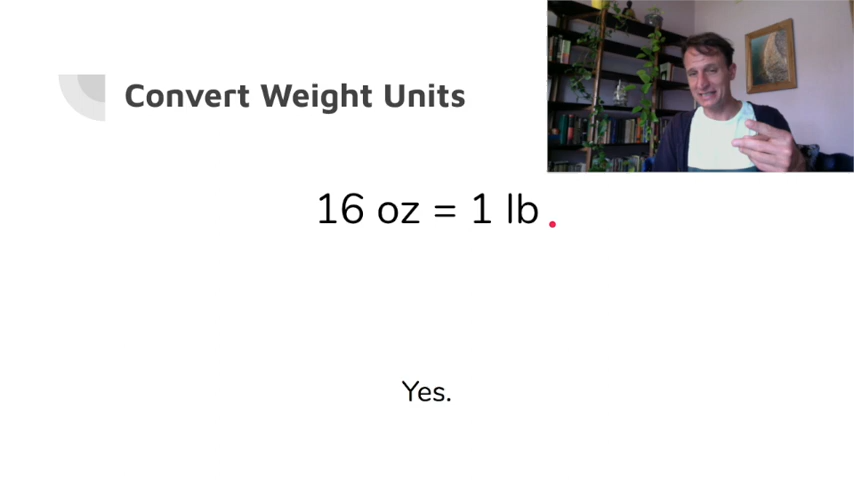 Convert Weight Units
16 oz = 1 lb.
Yes.